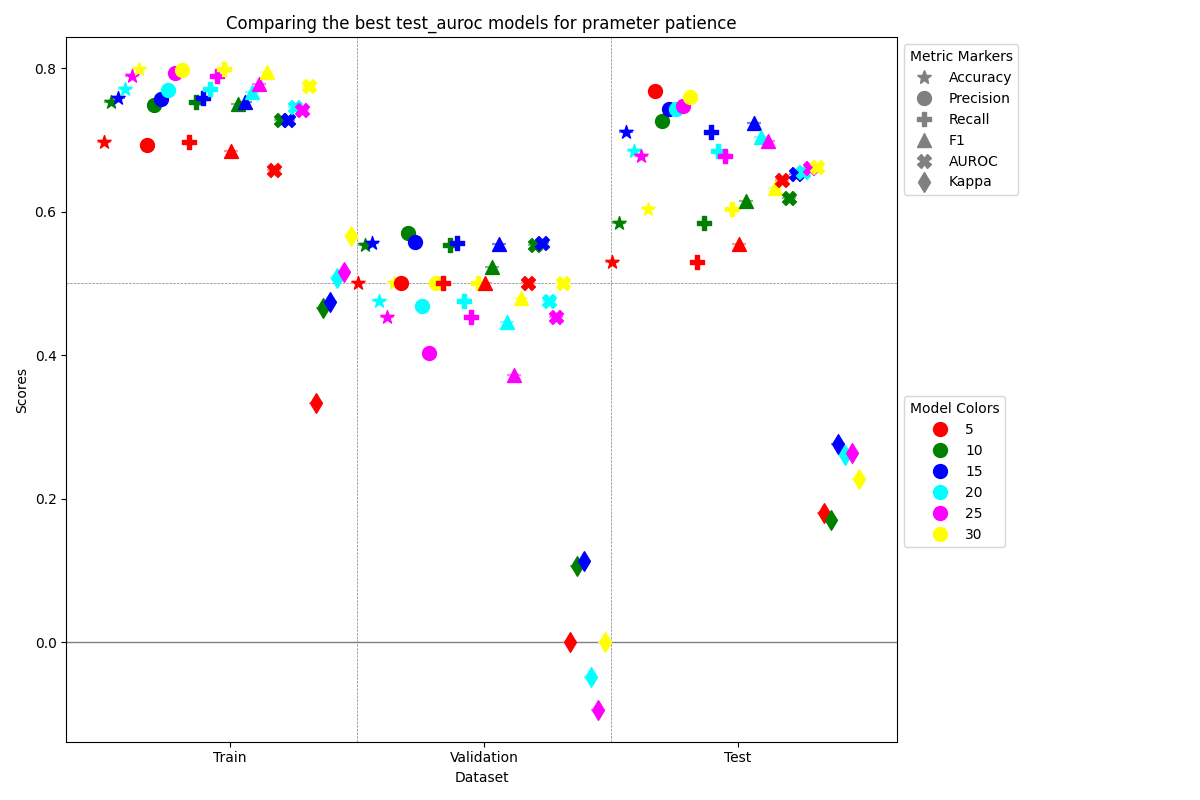 Comparing the best test_auroc models for prameter patience
Scores
0.8
0.6
0.4
0.2
0.0
Train
Validation
Test
Dataset
Metric Markers
Accuracy
Precision
Recall
F1
AUROC
Kappa
Model Colors
5
10
15
20
25
30